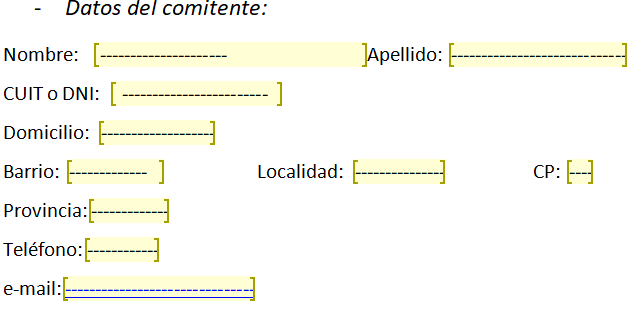 - Datos del comitente:
Nombre: [---------------------]Apellido: [-----------------------------]
CUIT o DNI: [ ------------------------ ]
Domicilio: [-------------------]
Barrio: [------------- ] Localidad: [---------------] CP: [----]
Provincia:[-------------]
Teléfono:[------------]
e-mail:[--------------------------------]